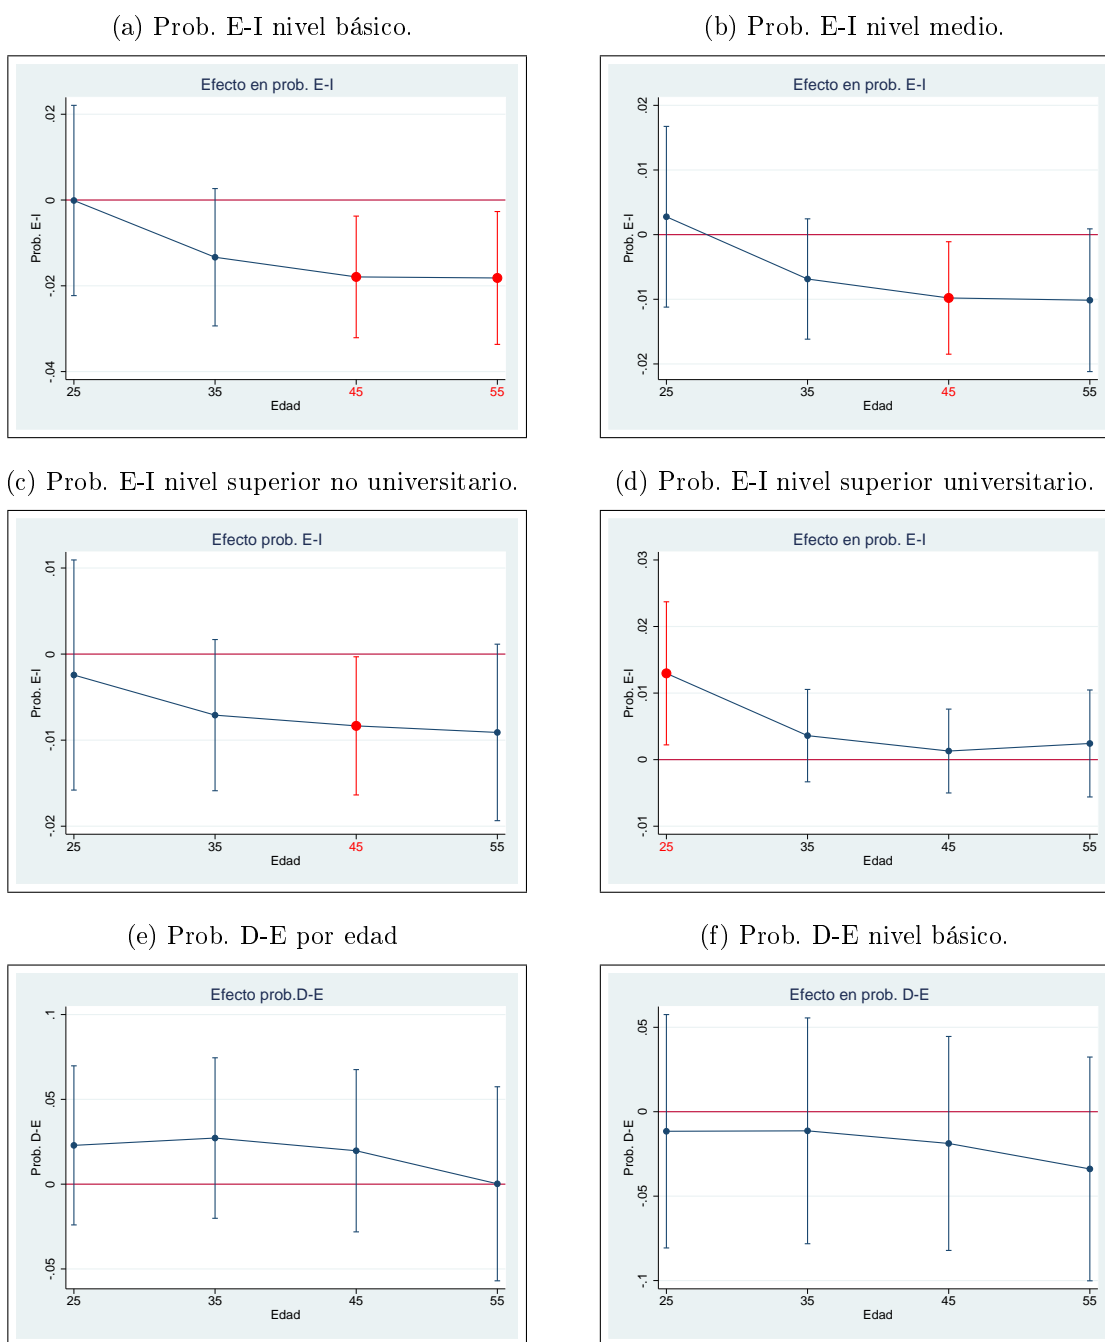 (a) Prob. E-I nivel básico.
Efecto en prob. E-I
Prob. E-I
.02
0
-.02
-.04
25 35 45 55
Edad
(b) Prob. E-I nivel medio.
Efecto en prob. E-I
Prob. E-I
.02
.01
0
-.01
-.02
25 35 45 55
Edad
(c) Prob. E-I nivel superior no universitario.
Efecto prob. E-I
Prob. E-I
.01
0
-.01
-.02
25 35 45 55
Edad
(d) Prob. E-I nivel superior universitario.
Efecto en prob. E-I
Prob. E-I
.03
.02
.01
0
-.01
25 35 45 55
Edad
(e) Prob. D-E por edad
Efecto prob.D-E
Prob. D-E
.1
.05
0
-.05
25 35 45 55
Edad
(f) Prob. D-E nivel básico.
Efecto en prob. D-E
Prob. D-E
.05
0
-.05
-.1
25 35 45 55
Edad